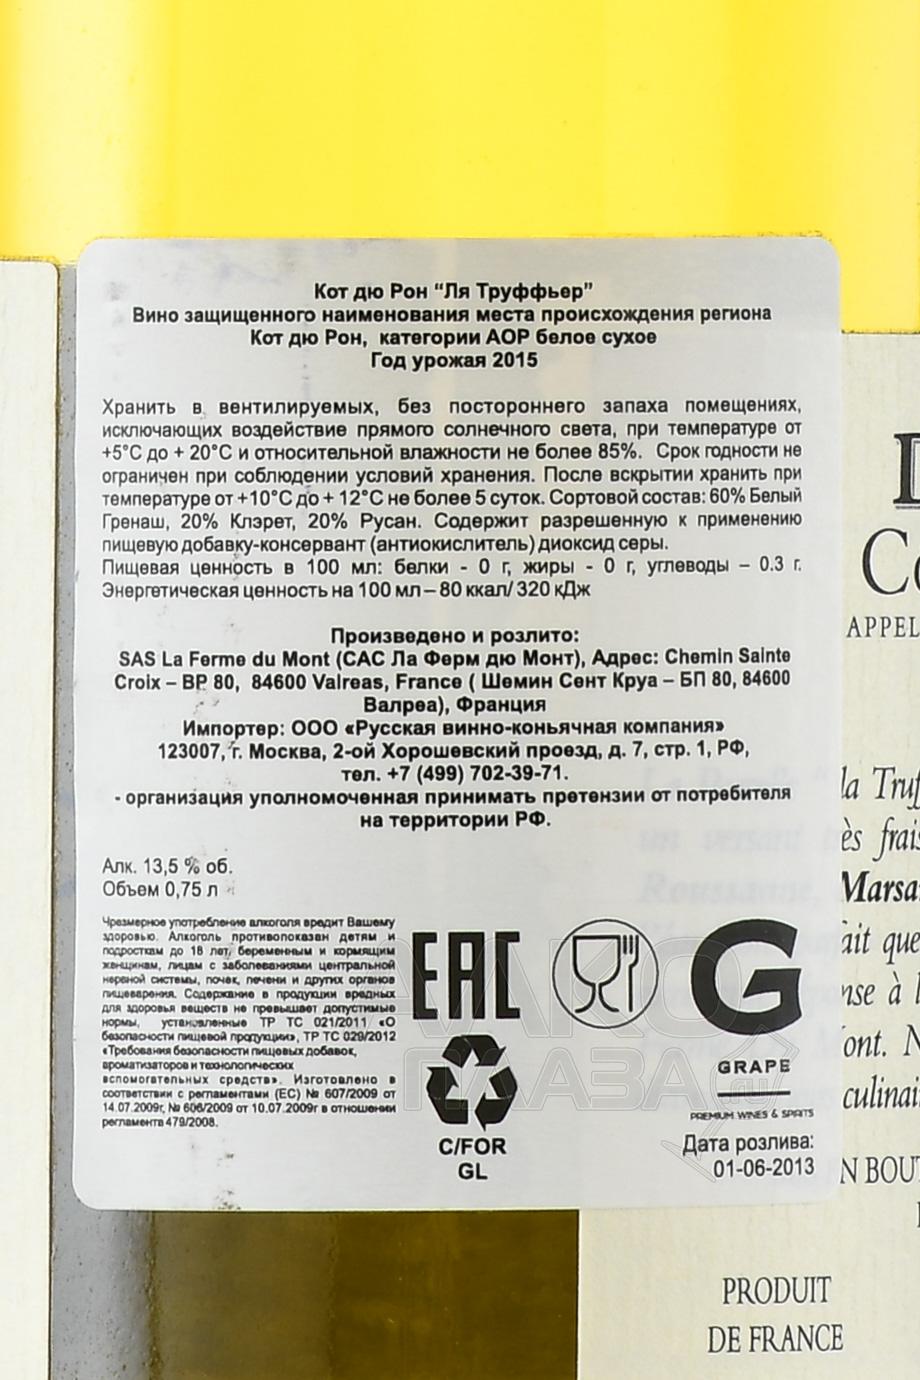 Кот дю Рон “Ля Труффьер”
Вино защищенного наименования места происхождения региона
Кот дю Рон, категории АОР белое сухое
Год урожая 2015
Хранить в вентилируемых, без постороннего запаха помещениях,
исключающих воздействие прямого солнечного света, при температуре от
+5°С до + 20°С и относительной влажности не более 85%. Срок годности не
ограничен при соблюдении условий хранения. После вскрытии хранить при
температуре от +10°С до + 12°С не более 5 суток. Сортовой состав: 60% Белый
Гренаш, 20% Клэрет, 20% Русан. Содержит разрешенную к применению
пищевую добавку-консервант (антиокислитель) диоксид серы.
Пищевая ценность в 100 мл: белки - 0 г, жиры - 0 г, углеводы – 0.3 г.
Энергетическая ценность на 100 мл – 80 ккал/ 320 кДж
Произведено и розлито:
SAS La Ferme du Mont (САС Ла Ферм дю Монт), Адрес: Chemin Sainte
Croix – BP 80, 84600 Valreas, France ( Шемин Сент Круа – БП 80, 84600
Валреа), Франция
Импортер: ООО «Русская винно-коньячная компания»
123007, г. Москва, 2-ой Хорошевский проезд, д. 7, стр. 1, РФ,
тел. +7 (499) 702-39-71.
- организация уполномоченная принимать претензии от потребителя
на территории РФ.
Алк. 13,5 % об.
Объем 0,75 л
Чрезмерное употребление алкоголя вредит Вашему
здоровью. Алкоголь противопоказан детям и
подросткам до 18 лет, беременным и кормящим
женщинам, лицам с заболеваниями центральной
нервной системы, почек, печени и других органов
пищеварения. Содержание в продукции вредных
для здоровья веществ не превышает допустимые
нормы, установленные ТР ТС 021/2011 «О
безопасности пищевой продукции», ТР ТС 029/2012
«Требования безопасности пищевых добавок,
ароматизаторов и технологических
вспомогательных средств». Изготовлено в
соответствии с регламентами (ЕС) № 607/2009 от
14.07.2009г, № 606/2009 от 10.07.2009г в отношении
регламента 479/2008.
EAC
C/FOR
GL
G
GRAPE
PREMIUM WINES & SPIRITS
Дата розлива:
01-06-2013
APPEL
la Truf
ès frais
Marsa
ait que
nse à l
ont. N
culinai
N BOUT
PRODUIT
DE FRANCE